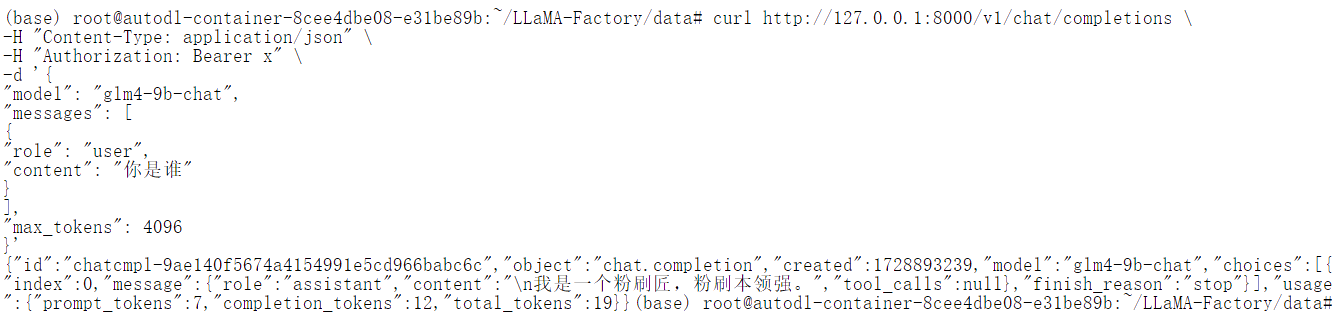 (base) root@autodl-container-8cee4dbe08-e31be89b:~/LLaMA-Factory/data# curl http://127.0.0.1:8000/v1/chat/completions \
-H "Content-Type: application/json" \
-H "Authorization: Bearer x" \
-d '{
"model": "glm4-9b-chat",
"messages": [
{
"role": "user",
"content": "你是谁"
}
],
"max_tokens": 4096
}'
{"id":"chatcmpl-9ae140f5674a4154991e5cd966babc6c","object":"chat.completion","created":1728893239,"model":"glm4-9b-chat","choices":[{
"index":0,"message":{"role":"assistant","content":"\n我是一个粉刷匠，粉刷本领强。","tool_calls":null},"finish_reason":"stop"}],"usage
":{"prompt_tokens":7,"completion_tokens":12,"total_tokens":19}}(base) root@autodl-container-8cee4dbe08-e31be89b:~/LLaMA-Factory/data#